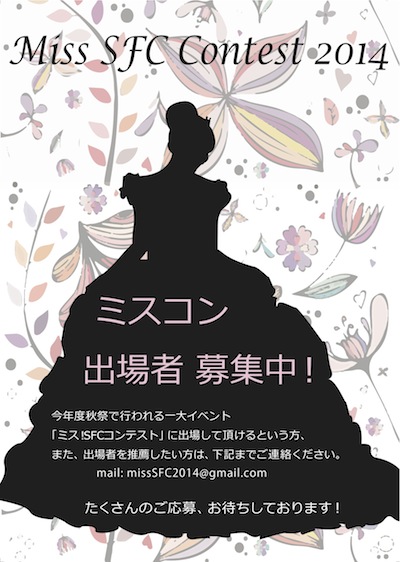 Miss SFC Contest 2014
ミスコン
出場者 募集中!
今年度秋祭で行われる一大イベント
「ミス!SFCコンテスト」に出場して頂けるという方、
また、出場者を推薦したい方は、下記までご連絡ください。
mail: missSFC2014@gmail.com
たくさんのご応募、お待ちしております!